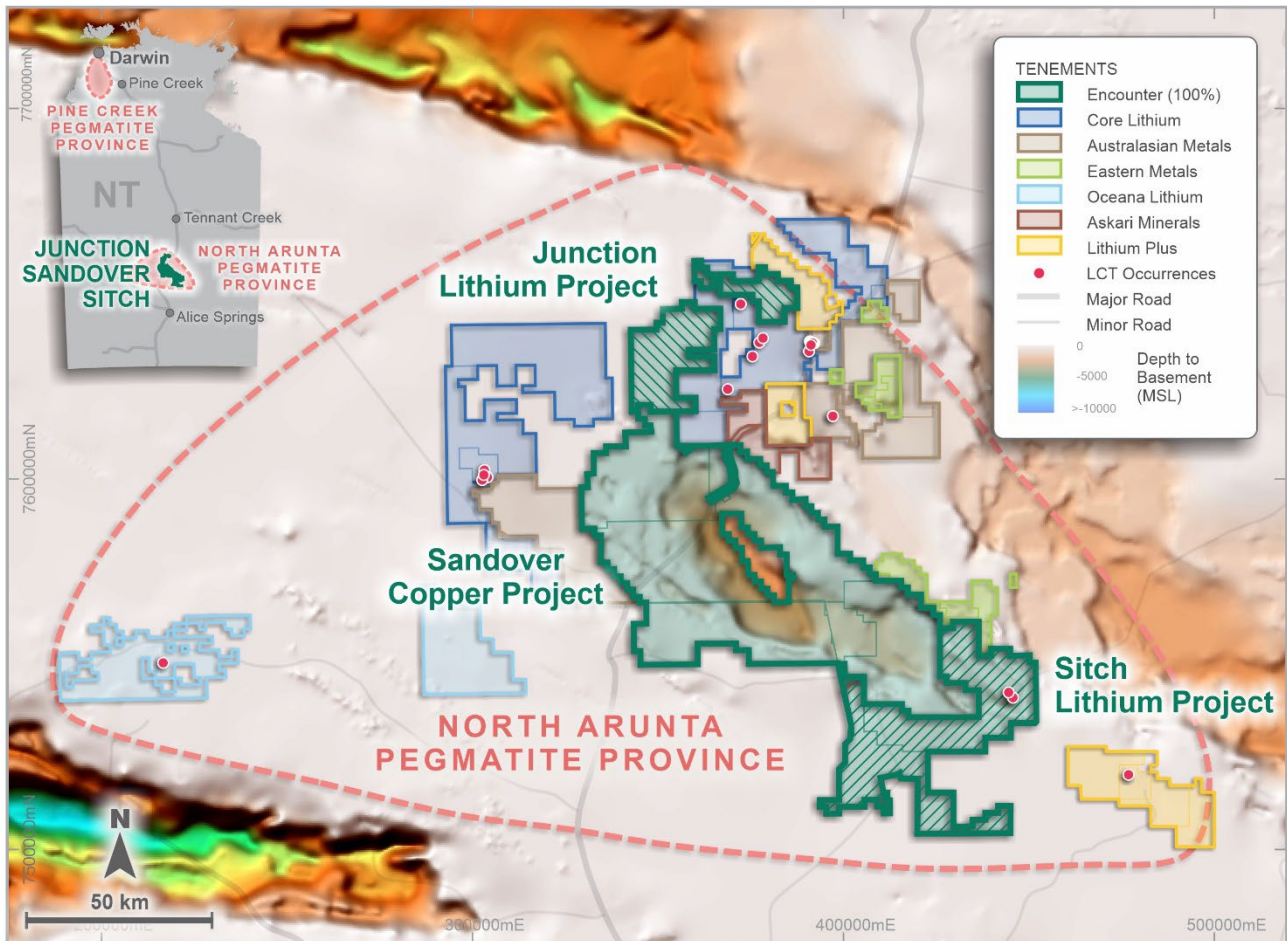 Darwin
Pine Creek
PINE CREEK
PEGMATITE
PROVINCE
NT
Tennant Creek
JUNCTION
SANDOVER
SITCH
NORTH ARUNTA
PEGMATITE
PROVINCE
Alice Springs
TENEMENTS
Encounter (100%)
Core Lithium
Australasian Metals
Eastern Metals
Oceana Lithium
Askari Minerals
Lithium Plus
LCT Occurrences
Major Road
Minor Road
0
-5000
>-10000
Depth to
Basement
(MSL)
Junction
Lithium Project
Sandover
Copper Project
Sitch
Lithium Project
NORTH ARUNTA
PEGMATITE PROVINCE
N
50 km
7700000mN
7600000mN
7500000mN
300000mE
400000mE
500000mE